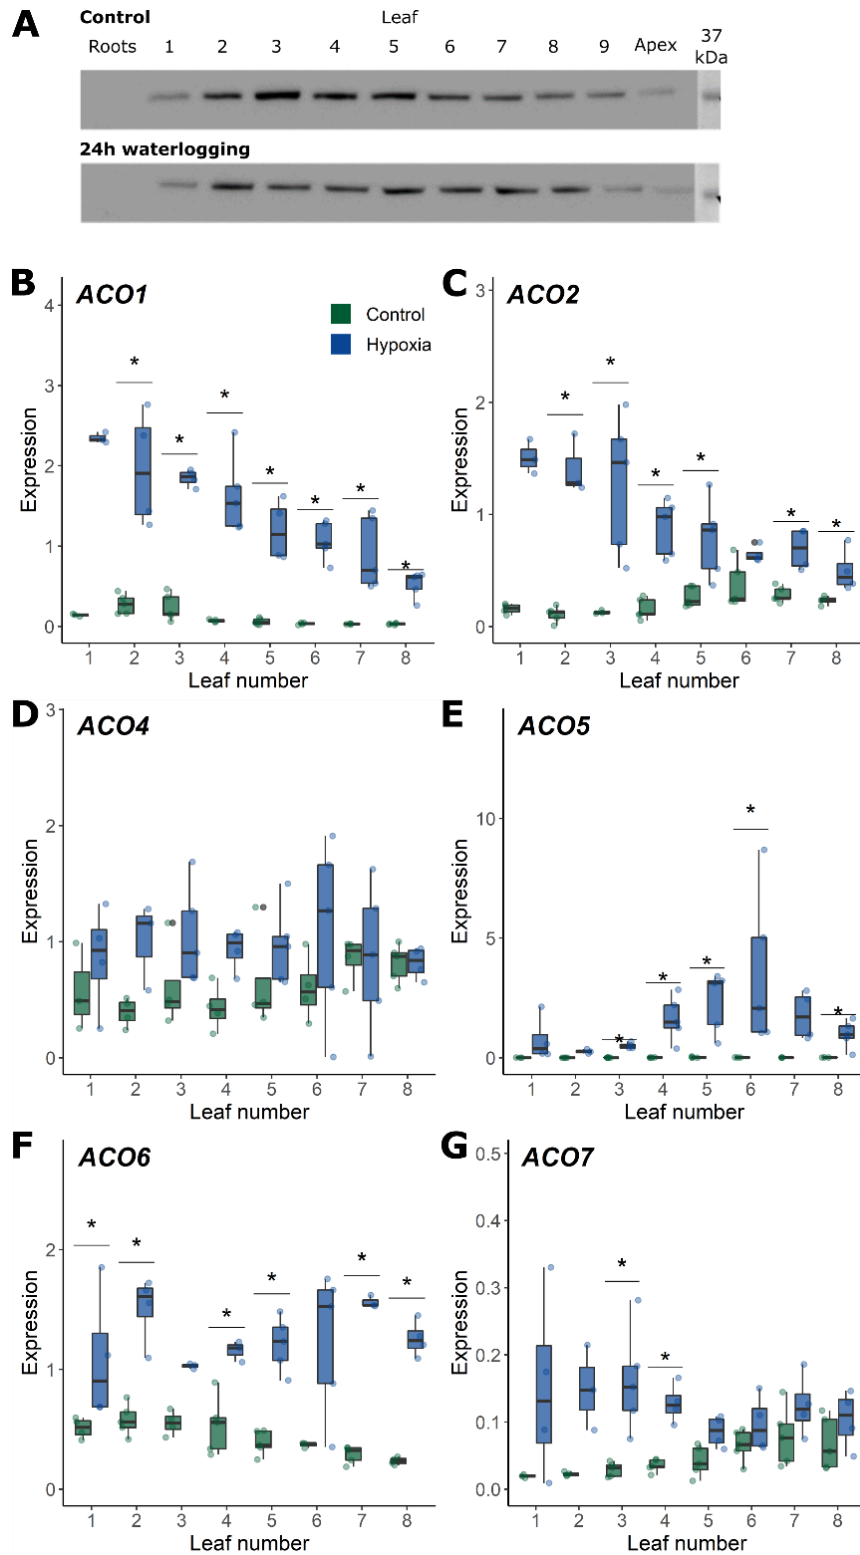 A
Control Leaf
Roots 1 2 3 4 5 6 7 8 9 Apex 37 kDa
24h waterlogging
B
ACO1
Control
Hypoxia
* * * * * * *
Expression
4
3
2
1
0
1 2 3 4 5 6 7 8
Leaf number
C
ACO2
* * * * * *
Expression
3
2
1
0
1 2 3 4 5 6 7 8
Leaf number
D
ACO4
Expression
3
2
1
0
1 2 3 4 5 6 7 8
Leaf number
E
ACO5
* * * * *
Expression
10
5
0
1 2 3 4 5 6 7 8
Leaf number
F
ACO6
* * * * * *
Expression
2
1
0
1 2 3 4 5 6 7 8
Leaf number
G
ACO7
* *
Expression
0.5
0.4
0.3
0.2
0.1
0.0
1 2 3 4 5 6 7 8
Leaf number